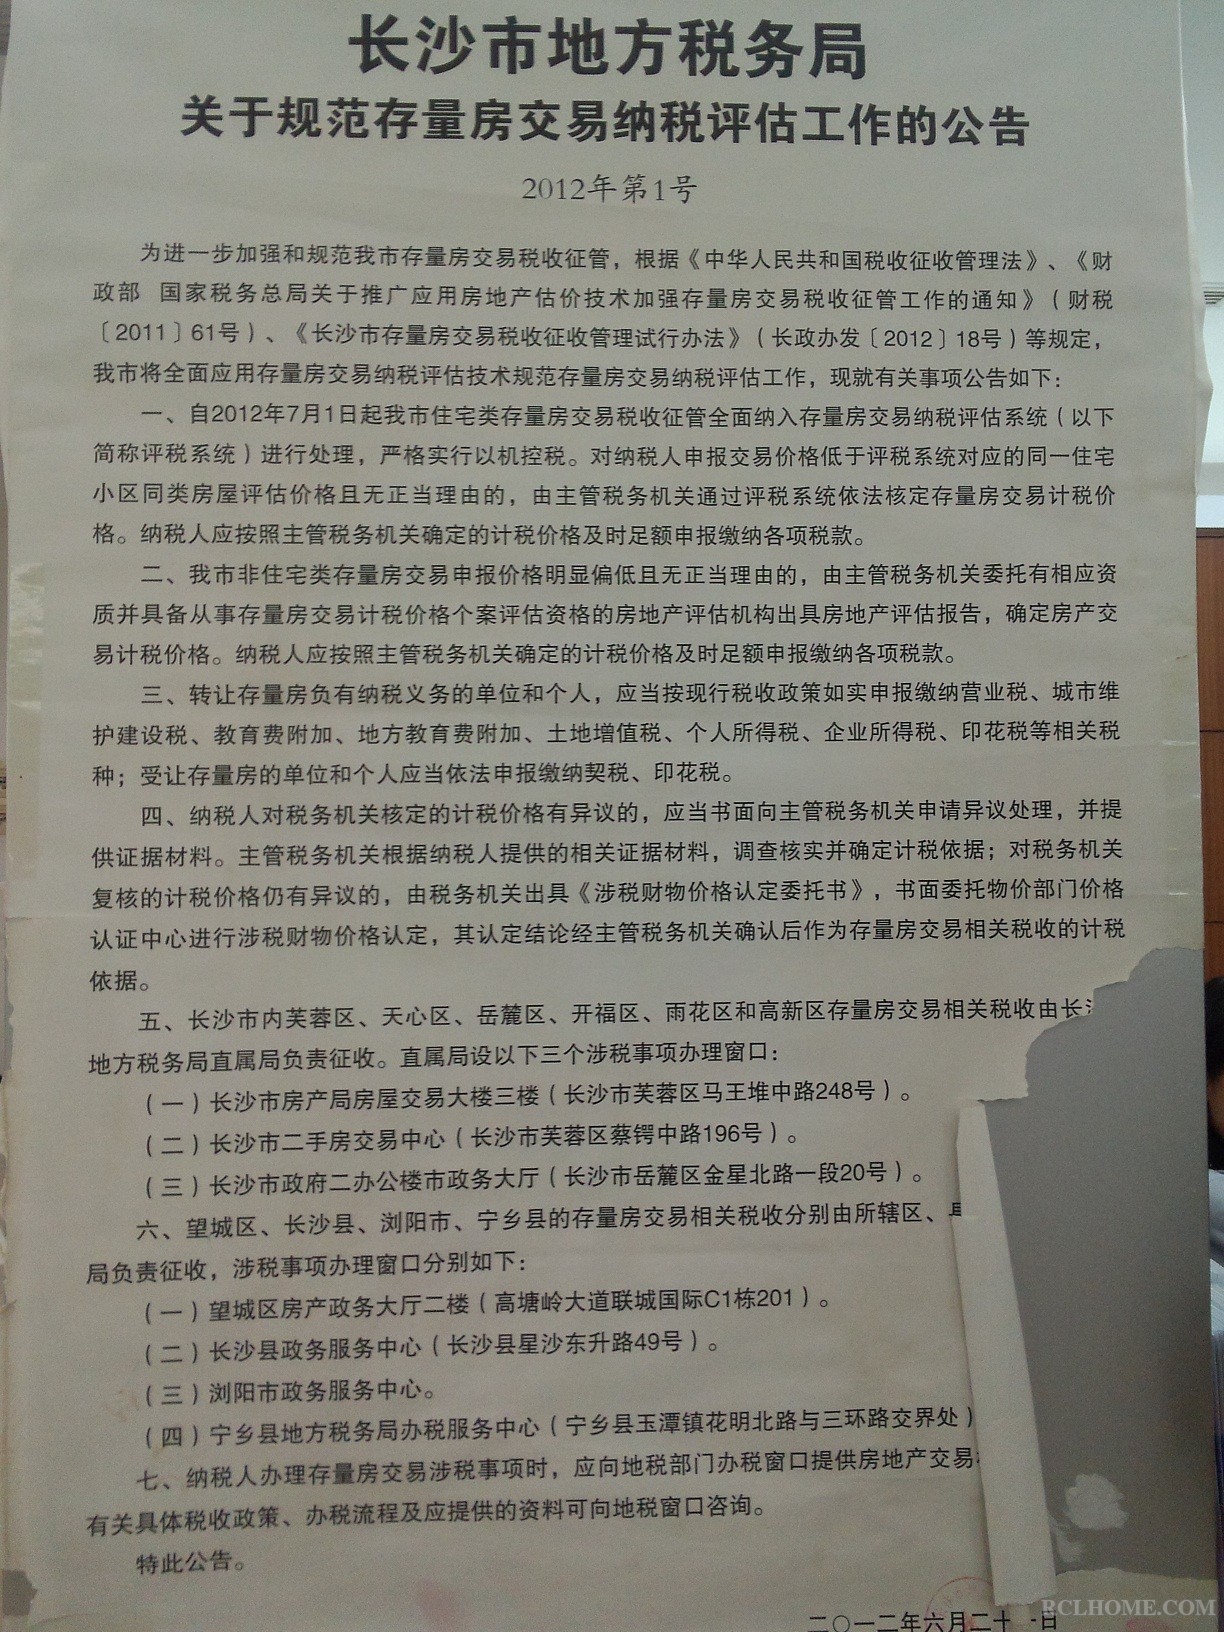 长沙市地方税务局
关于规范存量房交易纳税评估工作的公告
2012年第1号
为进一步加强和规范我市存量房交易税收征管，根据《中华人民共和国税收征收管理法》、《财
政部 国家税务总局关于推广应用房地产估价技术加强存量房交易税收征管工作的通知》（财税
〔2011〕61号）、《长沙市存量房交易税收征收管理试行办法》（长政办发〔2012〕18号）等规定，
我市将全面应用存量房交易纳税评估技术规范存量房交易纳税评估工作，现就有关事项公告如下：
一、自2012年7月1日起我市住宅类存量房交易税收征管全面纳入存量房交易纳税评估系统（以下
简称评税系统）进行处理，严格实行以机控税。对纳税人申报交易价格低于评税系统对应的同一住宅
小区同类房屋评估价格且无正当理由的，由主管税务机关通过评税系统依法核定存量房交易计税价
格。纳税人应按照主管税务机关确定的计税价格及时足额申报缴纳各项税款。
二、我市非住宅类存量房交易申报价格明显偏低且无正当理由的，由主管税务机关委托有相应资
质并具备从事存量房交易计税价格个案评估资格的房地产评估机构出具房地产评估报告，确定房产交
易计税价格。纳税人应按照主管税务机关确定的计税价格及时足额申报缴纳各项税款。
三、转让存量房负有纳税义务的单位和个人，应当按现行税收政策如实申报缴纳营业税、城市维
护建设税、教育费附加、地方教育费附加、土地增值税、个人所得税、企业所得税、印花税等相关税
种；受让存量房的单位和个人应当依法申报缴纳契税、印花税。
四、纳税人对税务机关核定的计税价格有异议的，应当书面向主管税务机关申请异议处理，并提
供证据材料。主管税务机关根据纳税人提供的相关证据材料，调查核实并确定计税依据；对税务机关
复核的计税价格仍有异议的，由税务机关出具《涉税财物价格认定委托书》，书面委托物价部门价格
认证中心进行涉税财物价格认定，其认定结论经主管税务机关确认后作为存量房交易相关税收的计税
依据。
五、长沙市内芙蓉区、天心区、岳麓区、开福区、雨花区和高新区存量房交易相关税收由长
地方税务局直属局负责征收。直属局设以下三个涉税事项办理窗口：
（一）长沙市房产局房屋交易大楼三楼（长沙市芙蓉区马王堆中路248号）。
（二）长沙市二手房交易中心（长沙市芙蓉区蔡锷中路196号）。
（三）长沙市政府二办公楼市政务大厅（长沙市岳麓区金星北路一段20号）。
六、望城区、长沙县、浏阳市、宁乡县的存量房交易相关税收分别由所辖区、
局负责征收，涉税事项办理窗口分别如下：
（一）望城区房产政务大厅二楼（高塘岭大道联城国际C1栋201）。
（二）长沙县政务服务中心（长沙县星沙东升路49号）。
（三）浏阳市政务服务中心。
（四）宁乡县地方税务局办税服务中心（宁乡县玉潭镇花明北路与三环路交界处）
七、纳税人办理存量房交易涉税事项时，应向地税部门办税窗口提供房地产交易
有关具体税收政策、办税流程及应提供的资料可向地税窗口咨询。
特此公告。
二〇一二年六月二十一日
RCLHOME.COM